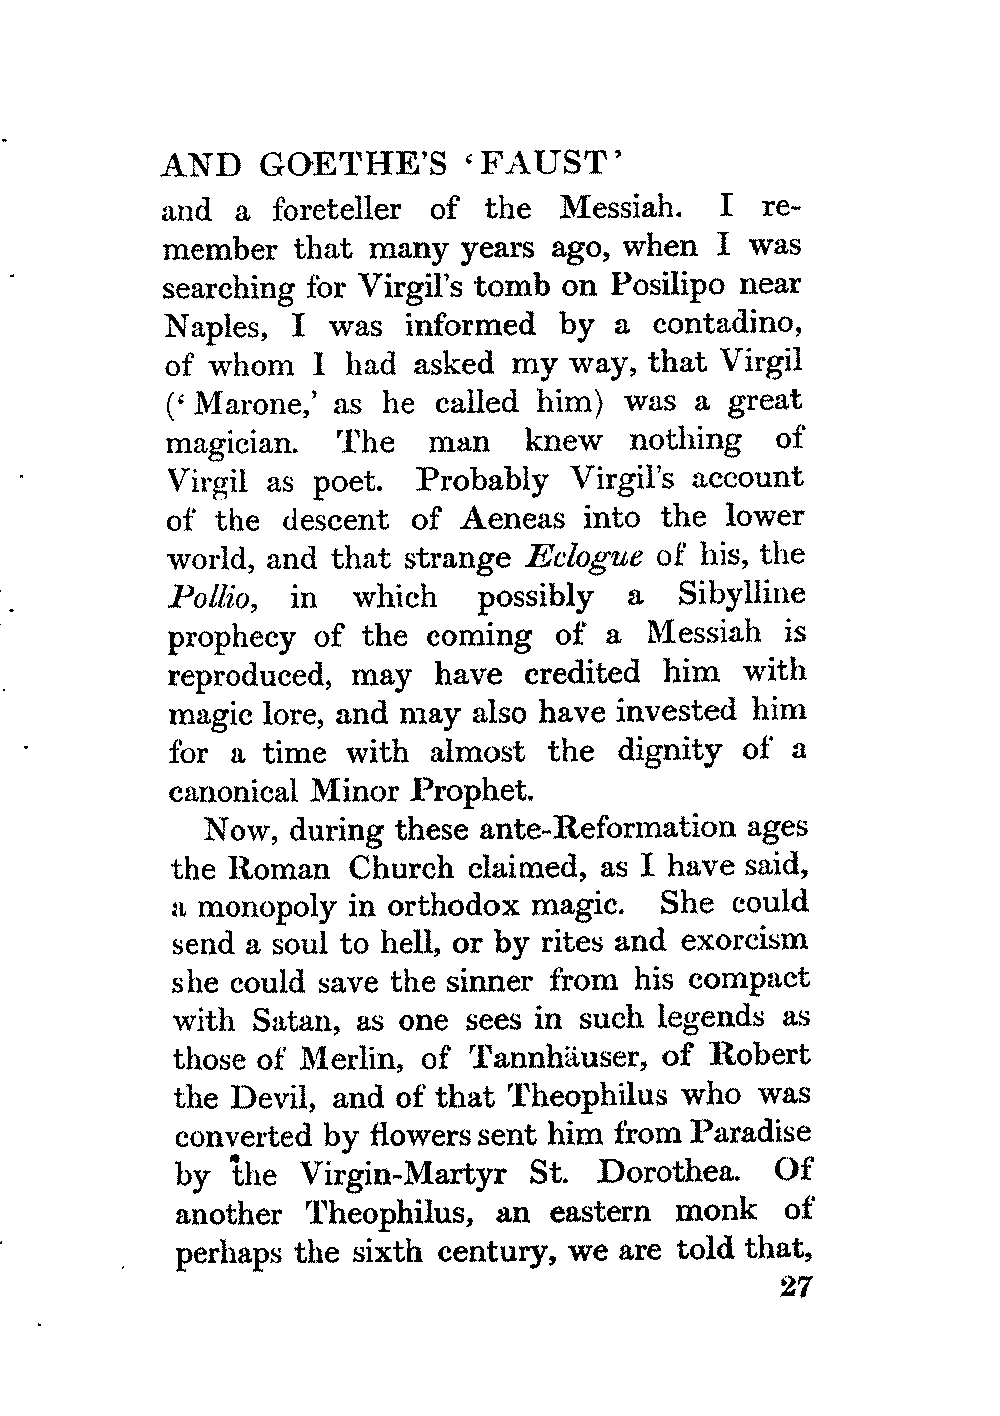 AND GOETHE'S ‘FAUST’
and a foreteller of the Messiah. I re-
member that many years ago, when I was
searching for Virgil's tomb on Posilipo near
Naples, I was informed by a contadino,
of whom I had asked my way, that Virgil
(‘Marone,’ as he called him) was a great
magician. The man knew nothing of
Virgil as poet. Probably Virgil's account
of the descent of Aeneas into the lower
world, and that strange Eclogue of his, the
Pollio, in which possibly a Sibylline
prophecy of the coming of a Messiah is
reproduced, may have credited him with
magic lore, and may also have invested him
for a time with almost the dignity of a
canonical Minor Prophet.
Now, during these ante-Reformation ages
the Roman Church claimed, as I have said,
a monopoly in orthodox magic. She could
send a soul to hell, or by rites and exorcism
she could save the sinner from his compact
with Satan, as one sees in such legends as
those of Merlin, of Tannhäuser, of Robert
the Devil, and of that Theophilus who was
converted by flowers sent him from Paradise
by the Virgin-Martyr St. Dorothea. Of
another Theophilus, an eastern monk of
perhaps the sixth century, we are told that,
27